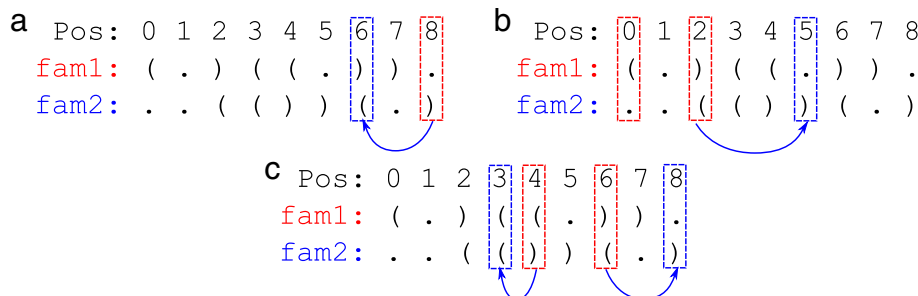 a
Pos: 0 1 2 3 4 5 6 7 8
fam1: ( . ) ( ( . ) ) .
fam2: . . ( ( ) ) ( . )
b
Pos: 0 1 2 3 4 5 6 7 8
fam1: ( . ) ( ( . ) ) .
fam2: . . ( ( ) ) ( . )
c
Pos: 0 1 2 3 4 5 6 7 8
fam1: ( . ) ( ( . ) ) .
fam2: . . ( ( ) ) ( . )